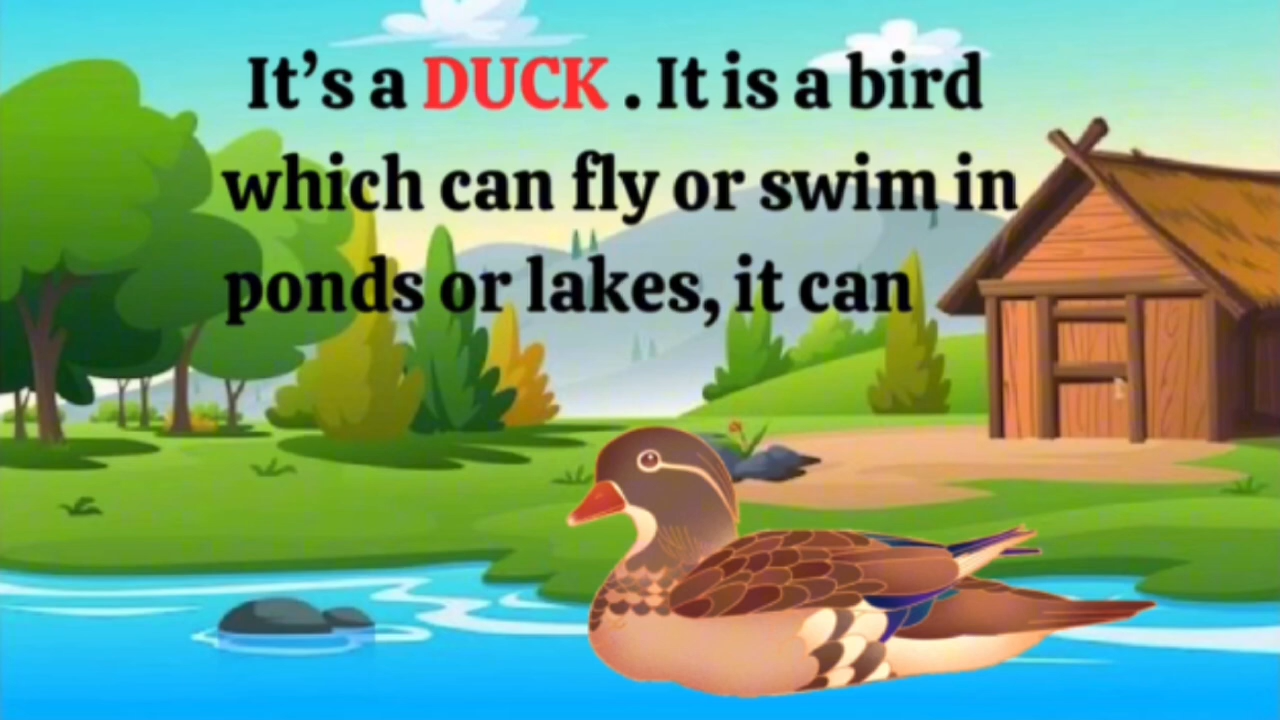 It’s a DUCK . It is a bird
which can fly or swim in
ponds or lakes, it can